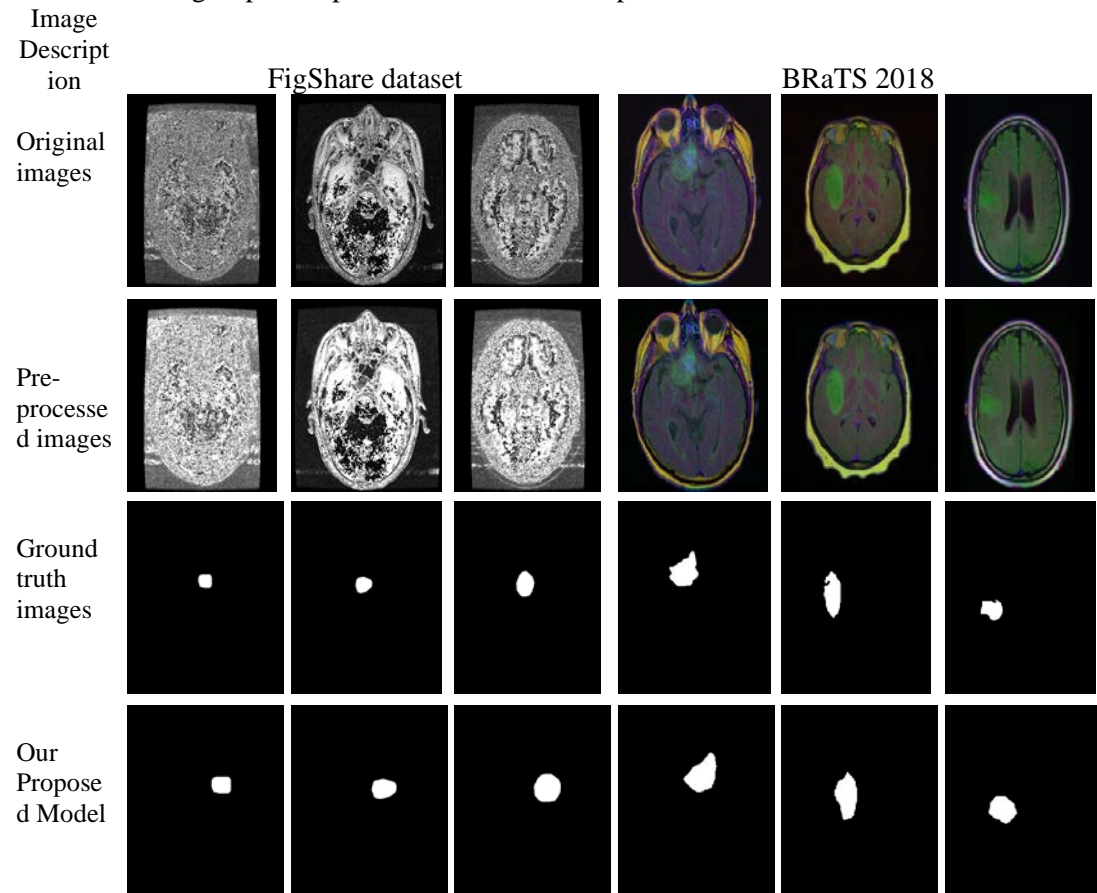 Image
Descript
ion
FigShare dataset
BRaTS 2018
Original
images
Pre-
processe
d images
Ground
truth
images
Our
Propose
d Model